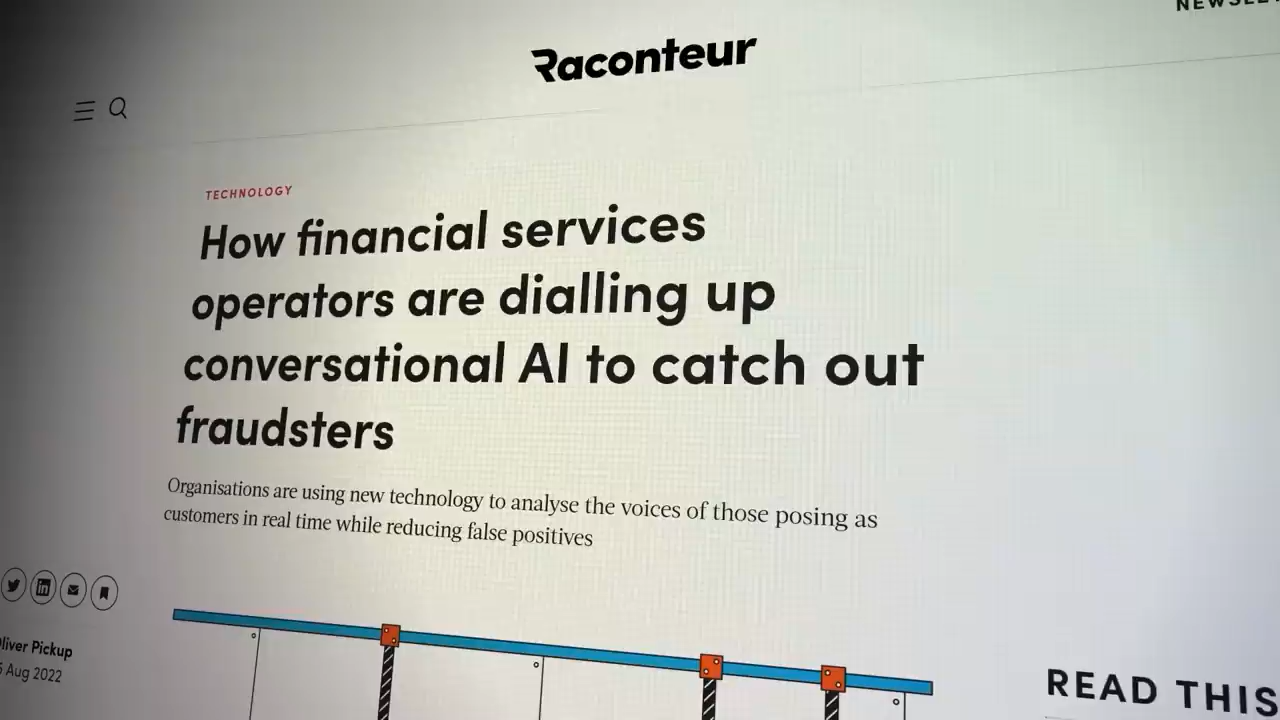 Raconteur
TECHNOLOGY
How financial services
operators are dialling up
conversational AI to catch out
fraudsters
Organisations are using new technology to analyse the voices of those posing as
customers in real time while reducing false positives
Pickup
Aug 2022
READ THIS